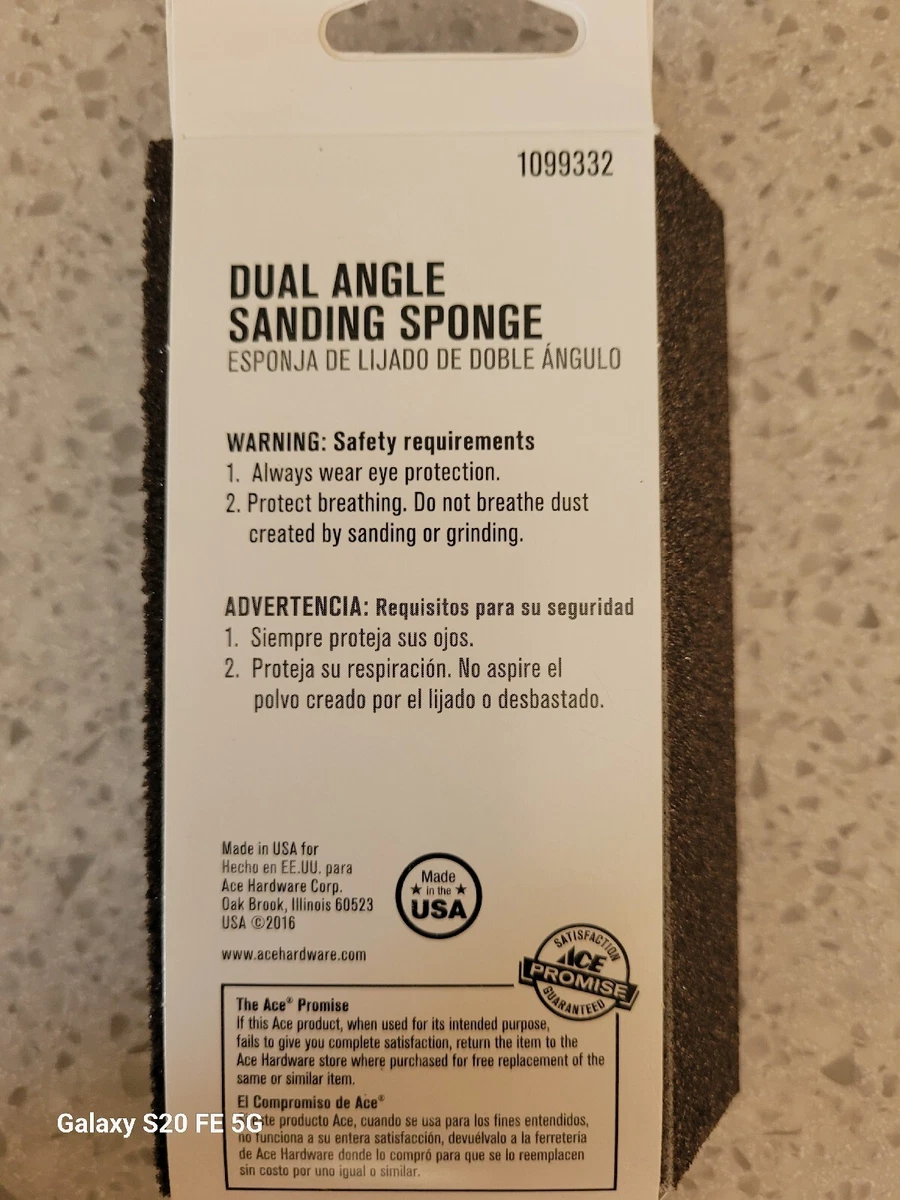 1099332
DUAL ANGLE
SANDING SPONGE
ESPONJA DE LIJADO DE DOBLE ÁNGULO
WARNING: Safety requirements
1. Always wear eye protection.
2. Protect breathing. Do not breathe dust
created by sanding or grinding.
ADVERTENCIA: Requisitos para su seguridad
1. Siempre proteja sus ojos.
2. Proteja su respiración. No aspire el
polvo creado por el lijado o desbastado.
Made in USA for
Hecho en EE.UU. para
Ace Hardware Corp.
Oak Brook, Illinois 60523
USA ©2016
www.acehardware.com
Made
in the
USA
SATISFACTION
ACE
PROMISE
GUARANTEED
The Ace® Promise
If this Ace product, when used for its intended purpose,
fails to give you complete satisfaction, return the item to the
Ace Hardware store where purchased for free replacement of the
same or similar item.
El Compromiso de Ace®
producto Ace, cuando se usa para los fines entendidos,
no funciona a su entera satisfacción, devuélvalo a la ferretería
de Ace Hardware donde lo compró para que se lo reemplacen
sin costo por uno igual o similar.
Galaxy S20 FE 5G